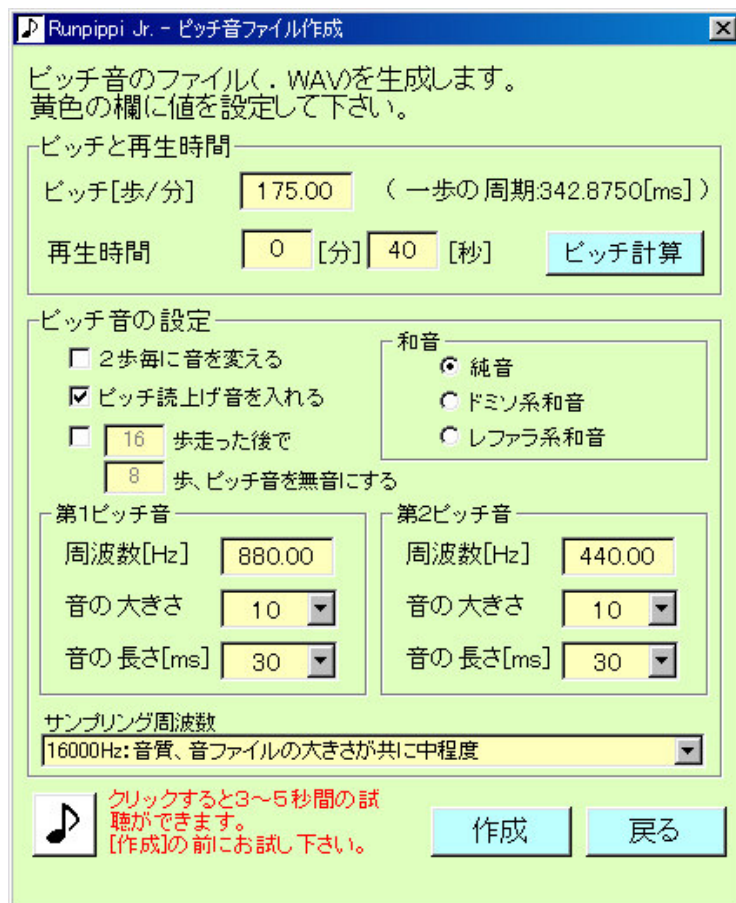 Runpippi Jr. - ピッチ音ファイル作成
ピッチ音のファイル(. WAV)を生成します。
黄色の欄に値を設定して下さい。
ピッチと再生時間
ピッチ[歩/分] 175.00 ( 一歩の周期:342.8750[ms] )
再生時間 0 [分] 40 [秒] ピッチ計算
ピッチ音の設定
2歩毎に音を変える
ピッチ読上げ音を入れる
16 歩走った後で
8 歩、ピッチ音を無音にする
和音
純音
ドミソ系和音
レファラ系和音
第1ピッチ音
周波数[Hz] 880.00
音の大きさ 10
音の長さ[ms] 30
第2ピッチ音
周波数[Hz] 440.00
音の大きさ 10
音の長さ[ms] 30
サンプリング周波数
16000Hz:音質、音ファイルの大きさが共に中程度
クリックすると3~5秒間の試
聴ができます。
[作成]の前にお試し下さい。
作成 戻る